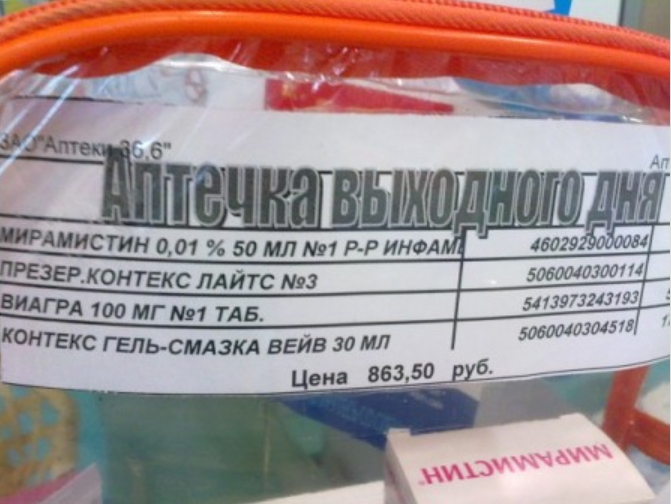 ЗАО"Аптеки 36,6"
Ап
Аптечка выходного дня
МИРАМИСТИН 0,01 % 50 МЛ №1 Р-Р ИНФАМ 4602929000084
ПРЕЗЕР.КОНТЕКС ЛАЙТС №3 5060040300114
ВИАГРА 100 МГ №1 ТАБ. 5413973243193
КОНТЕКС ГЕЛЬ-СМАЗКА ВЕЙВ 30 МЛ 5060040304518
Цена 863,50 руб.
МИРАМИСТИН